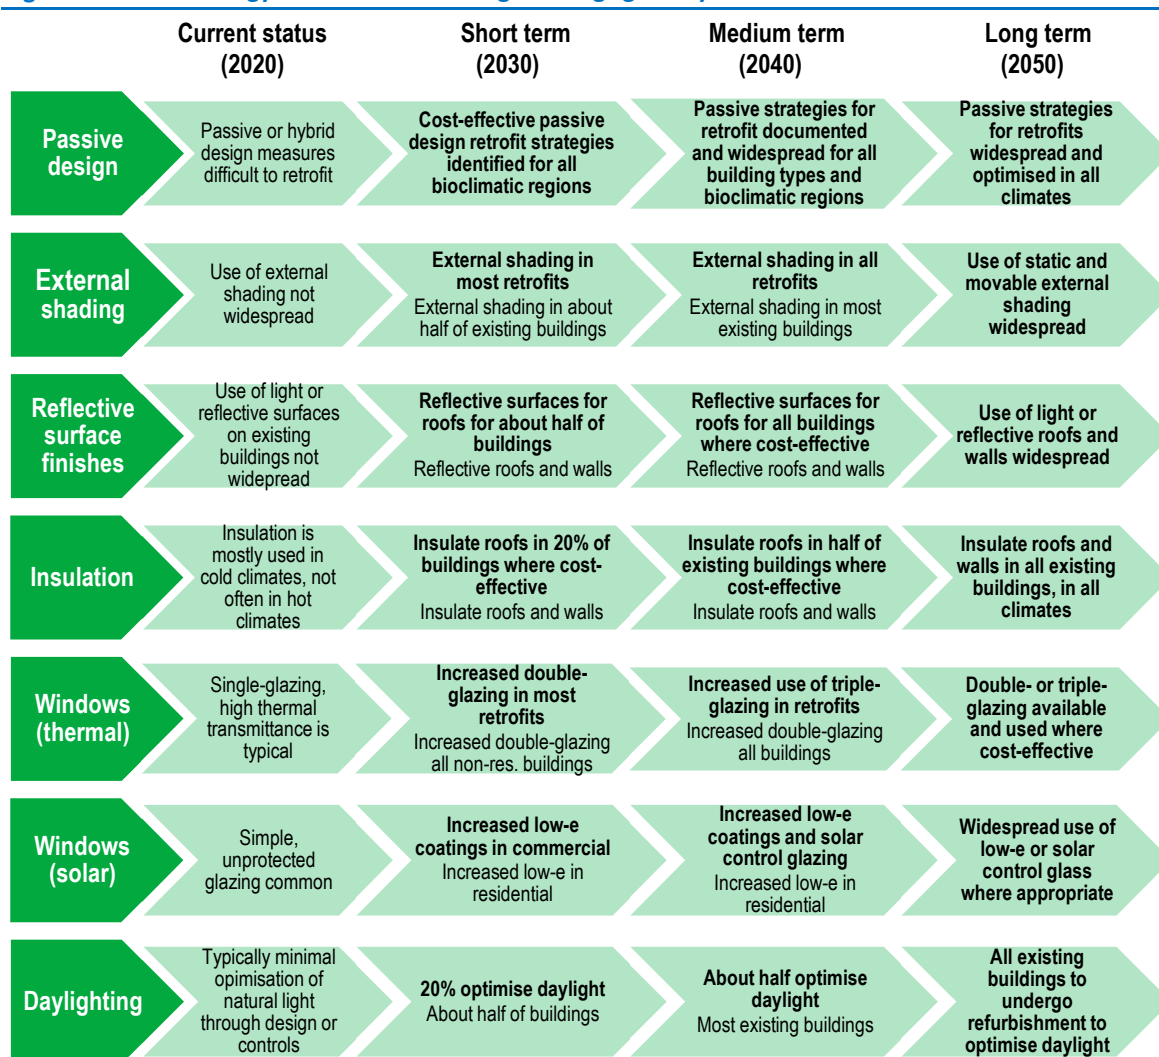 Current status
(2020)
Short term
(2030)
Medium term
(2040)
Long term
(2050)
Passive
design
Passive or hybrid
design measures
difficult to retrofit
Cost-effective passive
design retrofit strategies
identified for all
bioclimatic regions
Passive strategies for
retrofit documented
and widespread for all
building types and
bioclimatic regions
Passive strategies
for retrofits
widespread and
optimised in all
climates
External
shading
Use of external
shading not
widespread
External shading in
most retrofits
External shading in about
half of existing buildings
External shading in all
retrofits
External shading in most
existing buildings
Use of static and
movable external
shading
widespread
Reflective
surface
finishes
Use of light or
reflective surfaces
on existing
buildings not
widepread
Reflective surfaces for
roofs for about half of
buildings
Reflective roofs and walls
Reflective surfaces for
roofs for all buildings
where cost-effective
Reflective roofs and walls
Use of light or
reflective roofs and
walls widespread
Insulation
Insulation is
mostly used in
cold climates, not
often in hot
climates
Insulate roofs in 20% of
buildings where cost-
effective
Insulate roofs and walls
Insulate roofs in half of
existing buildings where
cost-effective
Insulate roofs and walls
Insulate roofs and
walls in all existing
buildings, in all
climates
Windows
(thermal)
Single-glazing,
high thermal
transmittance is
typical
Increased double-
glazing in most
retrofits
Increased double-glazing
all non-res. buildings
Increased use of triple-
glazing in retrofits
Increased double-glazing
all buildings
Double- or triple-
glazing available
and used where
cost-effective
Windows
(solar)
Simple,
unprotected
glazing common
Increased low-e
coatings in commercial
Increased low-e in
residential
Increased low-e
coatings and solar
control glazing
Increased low-e in
residential
Widespread use of
low-e or solar
control glass
where appropriate
Daylighting
Typically minimal
opimisation of
natural light
through design or
controls
20% optimise daylight
About half of buildings
About half optimise
daylight
Most existing buildings
All existing
buildings to
undergo
refurbishment to
optimise daylight